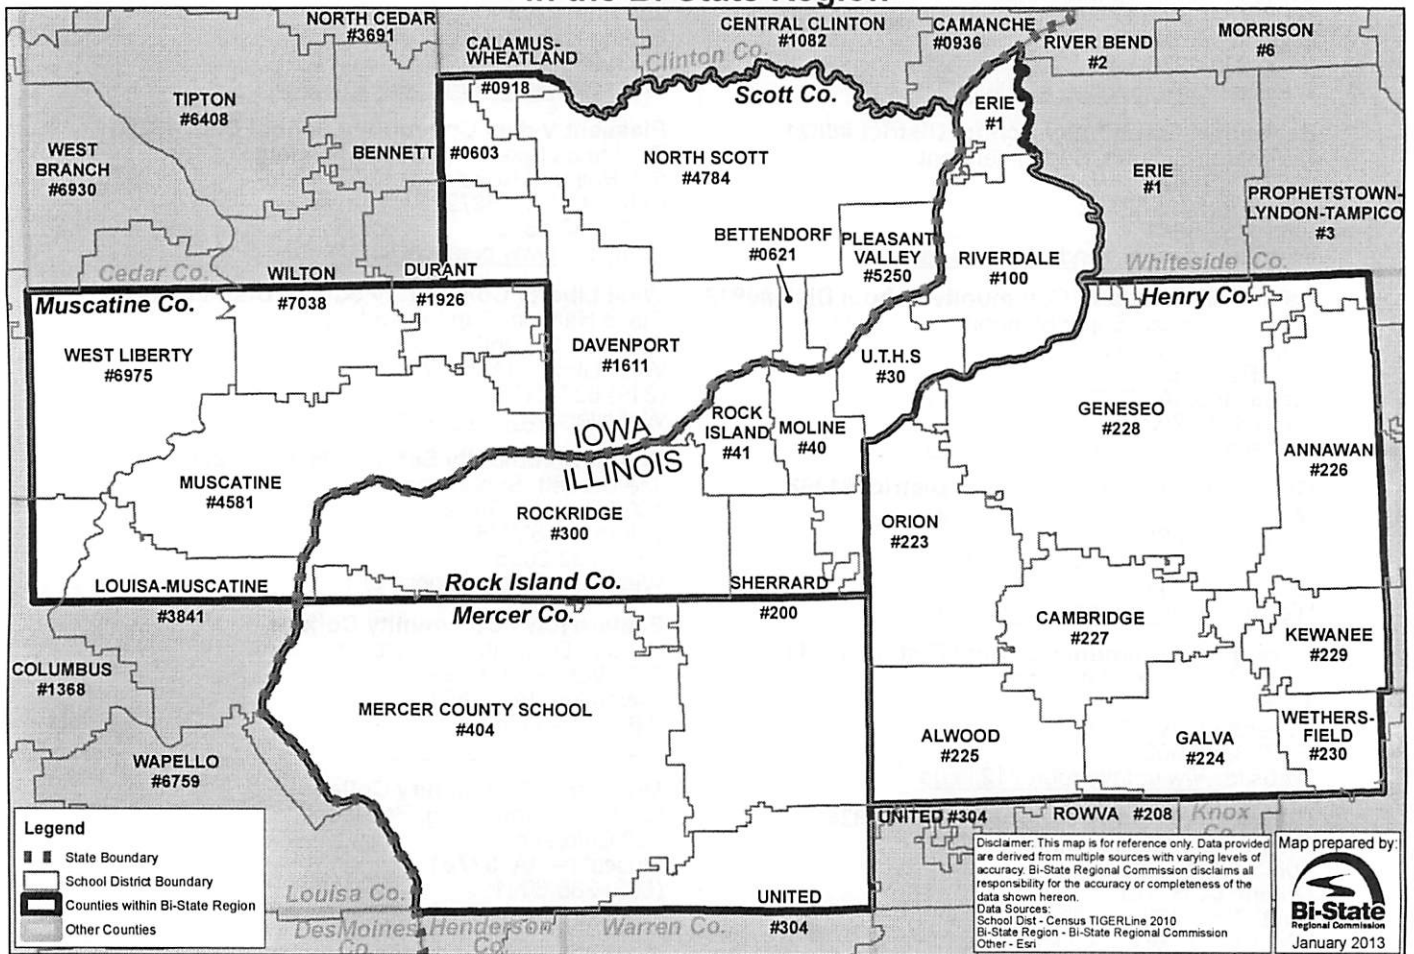 in the Bi-State Region
NORTH CEDAR
#3691
CALAMUS-
WHEATLAND
#0918
CENTRAL CLINTON
#1082
CAMANCHE
#0936
RIVER BEND
#2
MORRISON
#6
Clinton Co.
Scott Co.
TIPTON
#6408
WEST
BRANCH
#6930
BENNETT #0603
NORTH SCOTT
#4784
ERIE
#1
ERIE
#1
PROPHETSTOWN-
LYNDON-TAMPICO
#3
BETTENDORF
#0621
PLEASANT
VALLEY
#5250
RIVERDALE
#100
Cedar Co.
Whiteside Co.
Muscatine Co.
WILTON
#7038
DURANT
#1926
Henry Co.
WEST LIBERTY
#6975
DAVENPORT
#1611
U.T.H.S
#30
GENESEO
#228
ANNAWAN
#226
ROCK
ISLAND
#41
MOLINE
#40
IOWA
ILLINOIS
MUSCATINE
#4581
ROCKRIDGE
#300
ORION
#223
LOUISA-MUSCATINE
#3841
Rock Island Co.
Mercer Co.
SHERRARD
#200
CAMBRIDGE
#227
KEWANEE
#229
COLUMBUS
#1368
MERCER COUNTY SCHOOL
#404
WETHERS-
FIELD
#230
ALWOOD
#225
GALVA
#224
WAPELLO
#6759
UNITED #304
ROWVA #208
Knox
Co.
Legend
State Boundary
School District Boundary
Counties within Bi-State Region
Other Counties
Louisa Co.
DesMoines
Co.
Henderson
Co.
Warren Co.
UNITED
#304
Disclaimer: This map is for reference only. Data provided
are derived from multiple sources with varying levels of
accuracy. Bi-State Regional Commission disclaims all
responsibility for the accuracy or completeness of the
data shown hereon.
Data Sources:
School Dist - Census TIGERLine 2010
Bi-State Region - Bi-State Regional Commission
Other - Esri
Map prepared by:
Bi-State
Regional Commission
January 2013